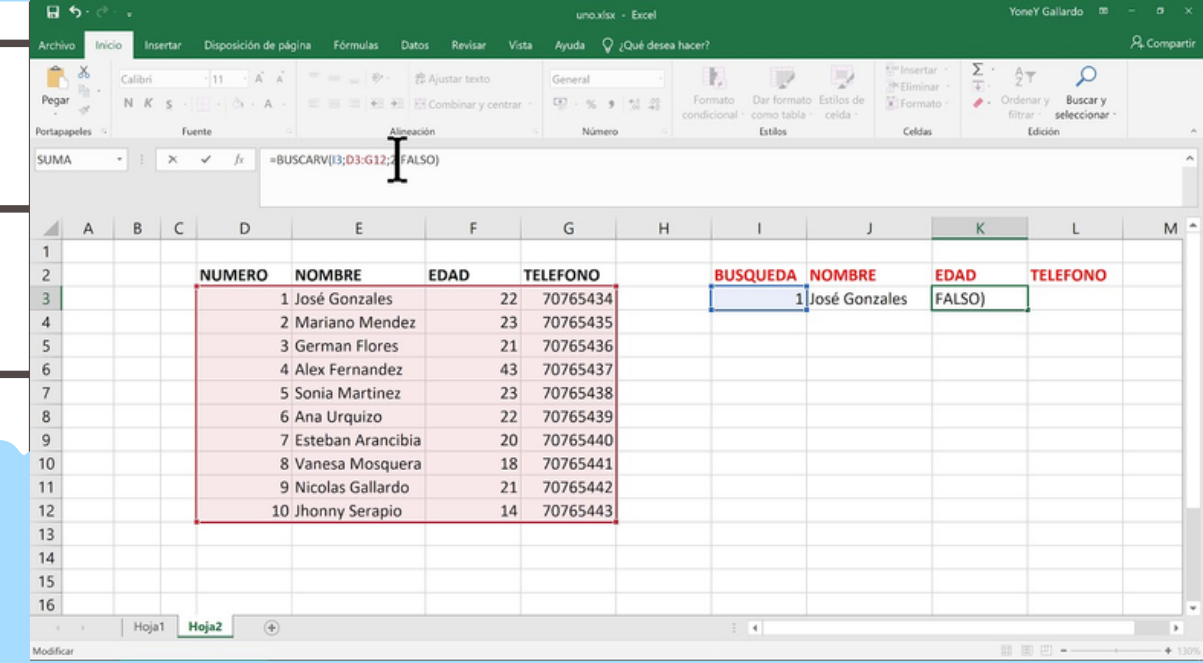 uno.xlsx - Excel
YoneY Gallardo
Archivo Inicio Insertar Disposición de página Fórmulas Datos Revisar Vista Ayuda ¿Qué desea hacer? Compartir
Pegar
Calibri 11
N K S
Ajustar texto
Combinar y centrar
General
% 000
Formato condicional
Dar formato como tabla
Estilos de celda
Insertar
Eliminar
Formato
Ordenar y filtrar
Buscar y seleccionar
Portapapeles Fuente Alineación Número Estilos Celdas Edición
SUMA fx =BUSCARV(I3;D3:G12;2;FALSO)
A B C D E F G H I J K L M
1
2 NUMERO NOMBRE EDAD TELEFONO BUSQUEDA NOMBRE EDAD TELEFONO
3 1 José Gonzales 22 70765434 1 José Gonzales FALSO)
4 2 Mariano Mendez 23 70765435
5 3 German Flores 21 70765436
6 4 Alex Fernandez 43 70765437
7 5 Sonia Martinez 23 70765438
8 6 Ana Urquizo 22 70765439
9 7 Esteban Arancibia 20 70765440
10 8 Vanesa Mosquera 18 70765441
11 9 Nicolas Gallardo 21 70765442
12 10 Jhonny Serapio 14 70765443
13
14
15
16
Hoja1 Hoja2
Modificar 130%